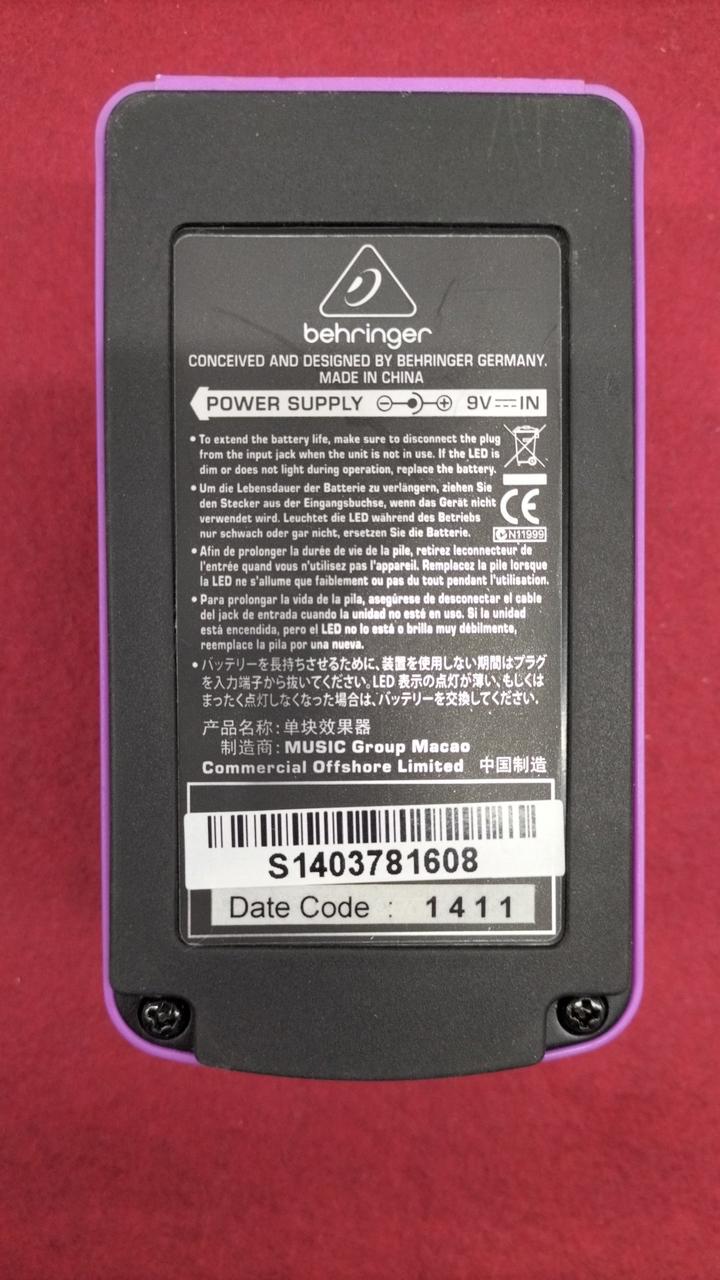 behringer
CONCEIVED AND DESIGNED BY BEHRINGER GERMANY.
MADE IN CHINA
POWER SUPPLY 9V IN
• To extend the battery life, make sure to disconnect the plug
from the input jack when the unit is not in use. If the LED is
dim or does not light during operation, replace the battery.
• Um die Lebensdauer der Batterie zu verlängern, ziehen Sie
den Stecker aus der Eingangsbuchse, wenn das Gerät nicht
verwendet wird. Leuchtet die LED während des Betriebs
nur schwach oder gar nicht, ersetzen Sie die Batterie.
CE
N11999
• Afin de prolonger la durée de vie de la pile, retirez leconnecteur de
l'entrée quand vous n'utilisez pas l'appareil. Remplacez la pile lorsque
la LED ne s'allume que faiblement ou pas du tout pendant l'utilisation.
• Para prolongar la vida de la pila, asegúrese de desconectar el cable
del jack de entrada cuando la unidad no esté en uso. Si la unidad
está encendida, pero el LED no lo está o brilla muy débilmente,
reemplace la pila por una nueva.
• バッテリーを長持ちさせるために、装置を使用しない期間はプラグ
を入力端子から抜いてください。LED 表示の点灯が薄い、もしくは
まったく点灯しなくなった場合は、バッテリーを交換してください。
产品名称: 单块效果器
制造商: MUSIC Group Macao
Commercial Offshore Limited 中国制造
S1403781608
Date Code : 1411